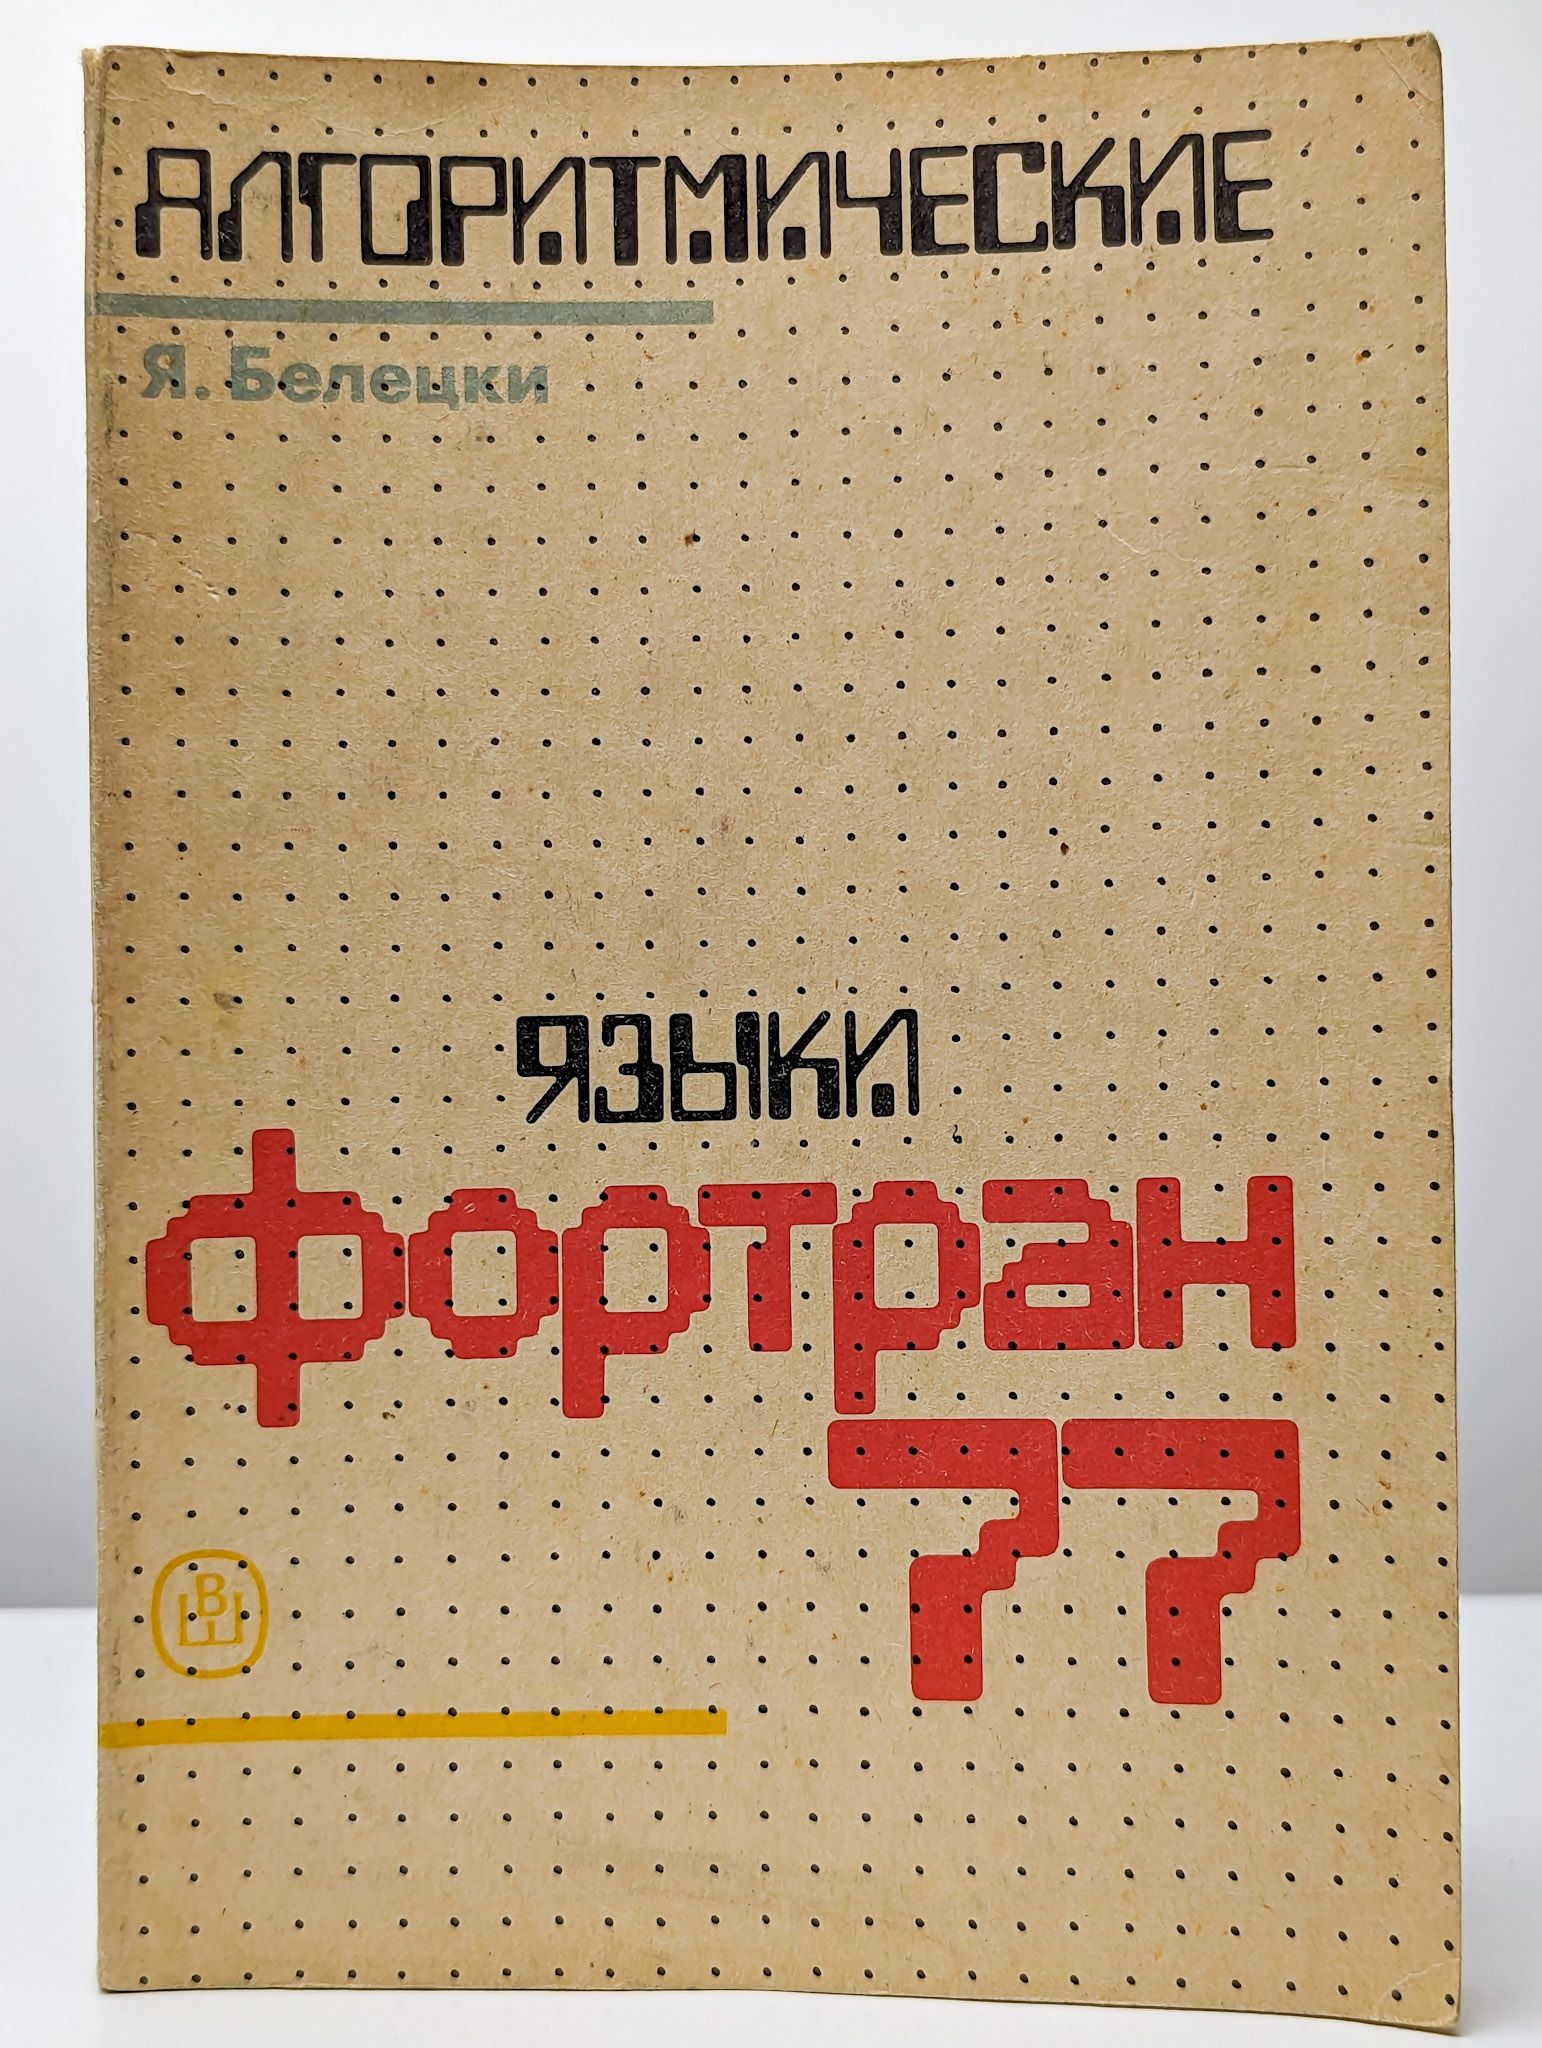 АЛГОРИТМИЧЕСКИЕ
Я. Белецки
ЯЗЫКИ
фортран
77
ВШ